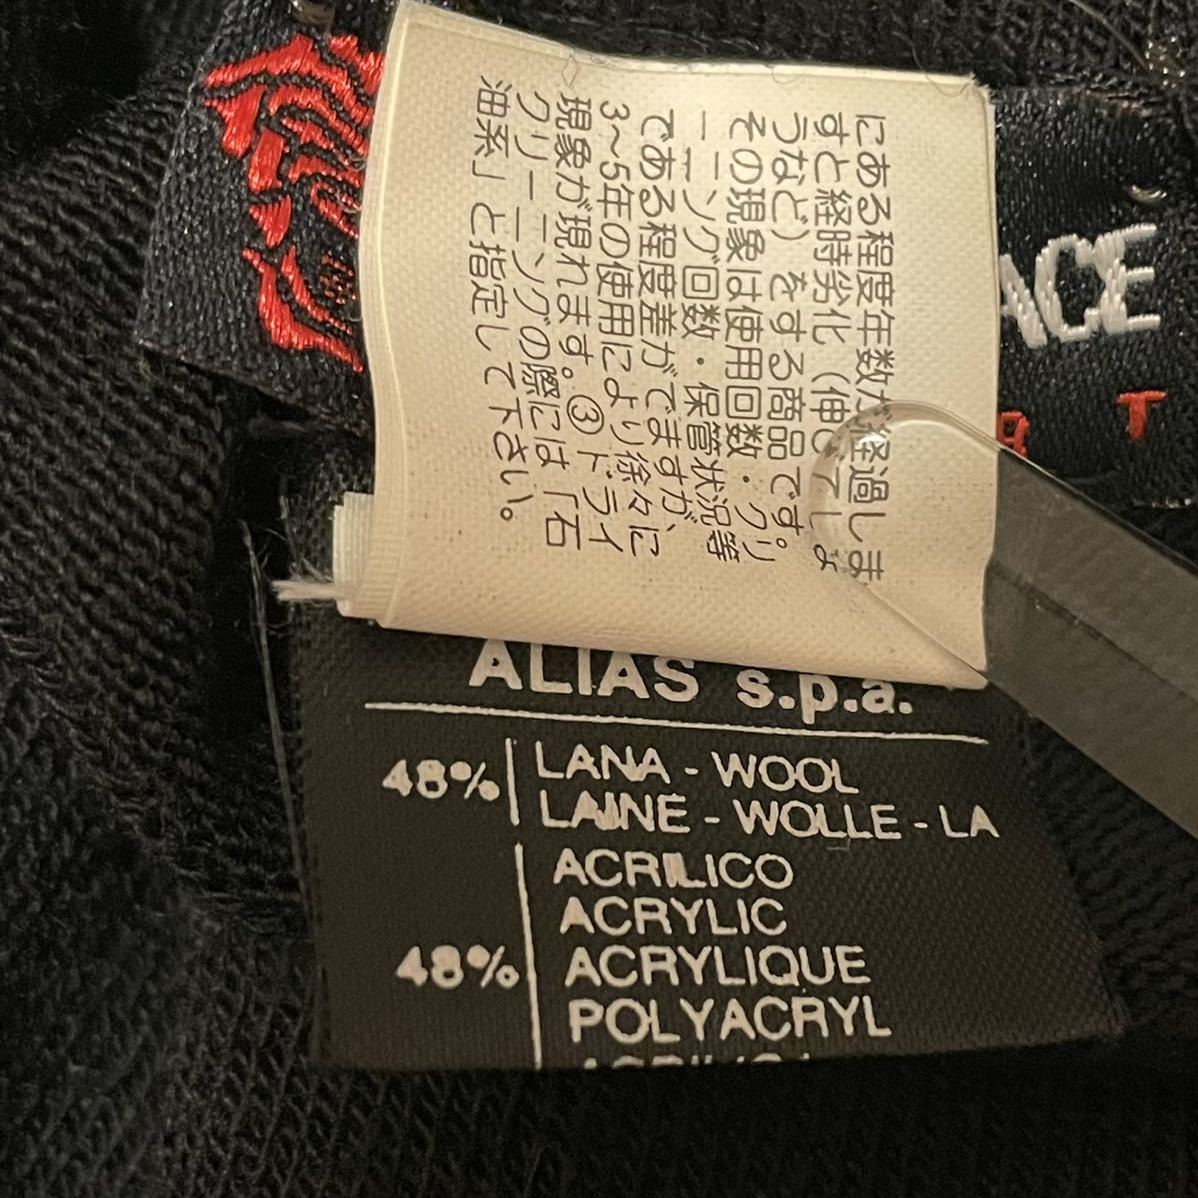 にある程度年数が経過しま
すと経時劣化（伸びてしょ
うなど）をする商品です。
その現象は使用回数・クリ
ーニング回数・保管状況等
である程度差がでますが、
3～5年の使用により徐々に
現象が現れます。③ドライ
クリーニングの際には「石
油系」と指定して下さい。
ACE
T
ALIAS s.p.a.
48% LANA - WOOL
LAINE - WOLLE - LA
48% ACRILICO
ACRYLIC
ACRYLIQUE
POLYACRYL